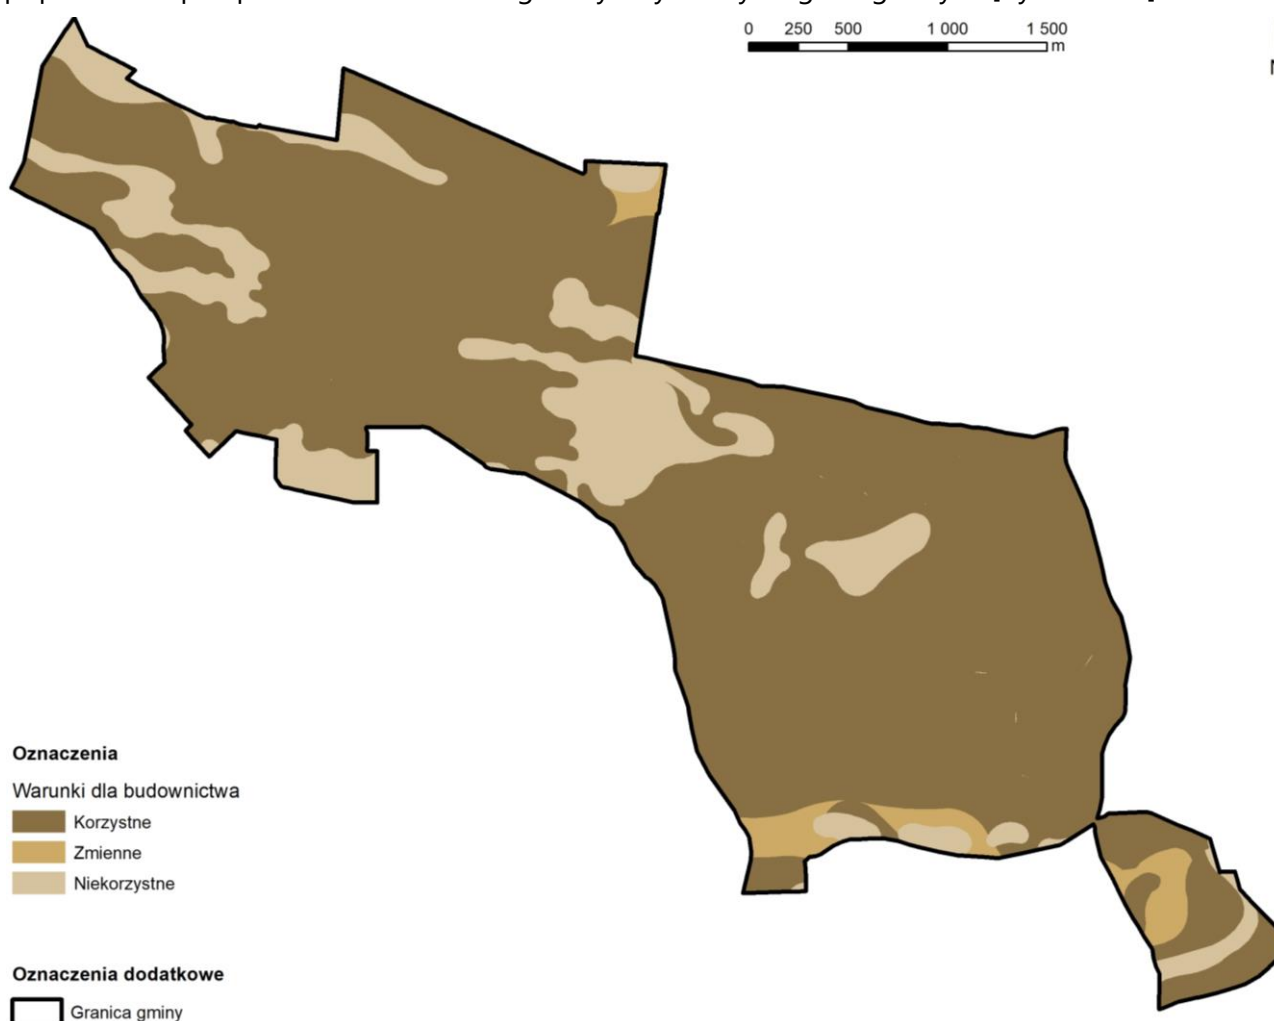 0 250 500 1 000 1 500
m
Oznaczenia
Warunki dla budownictwa
Korzystne
Zmienne
Niekorzystne
Oznaczenia dodatkowe
Granica gminy